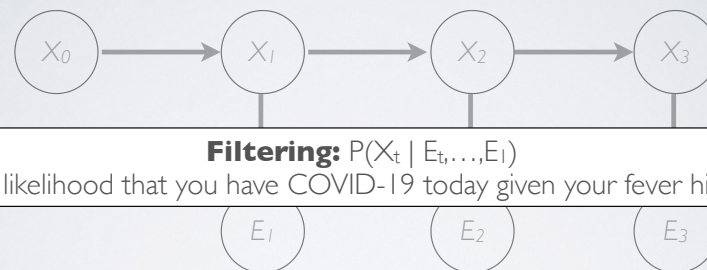 X0 X1 X2 X3
Filtering: P(Xt | Et,…,E1)
likelihood that you have COVID-19 today given your fever
E1 E2 E3